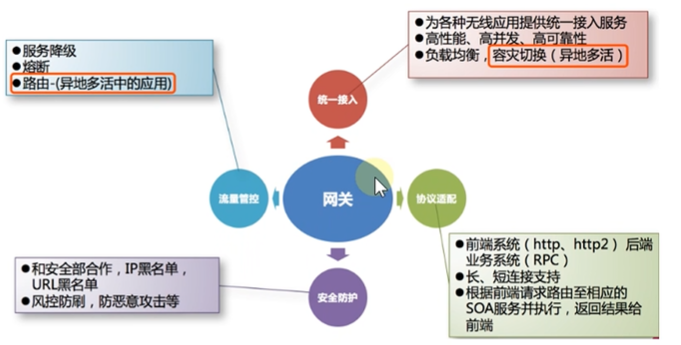 ●服务降级
●熔断
●路由-(异地多活中的应用)
●为各种无线应用提供统一接入服务
●高性能、高并发、高可靠性
●负载均衡，容灾切换（异地多活）
统一接入
流量管控
网关
协议适配
安全防护
●和安全部合作，IP黑名单，
URL黑名单
●风控防刷，防恶意攻击等
●前端系统（http、http2） 后端
业务系统（RPC）
●长、短连接支持
●根据前端请求路由至相应的
SOA服务并执行，返回结果给
前端